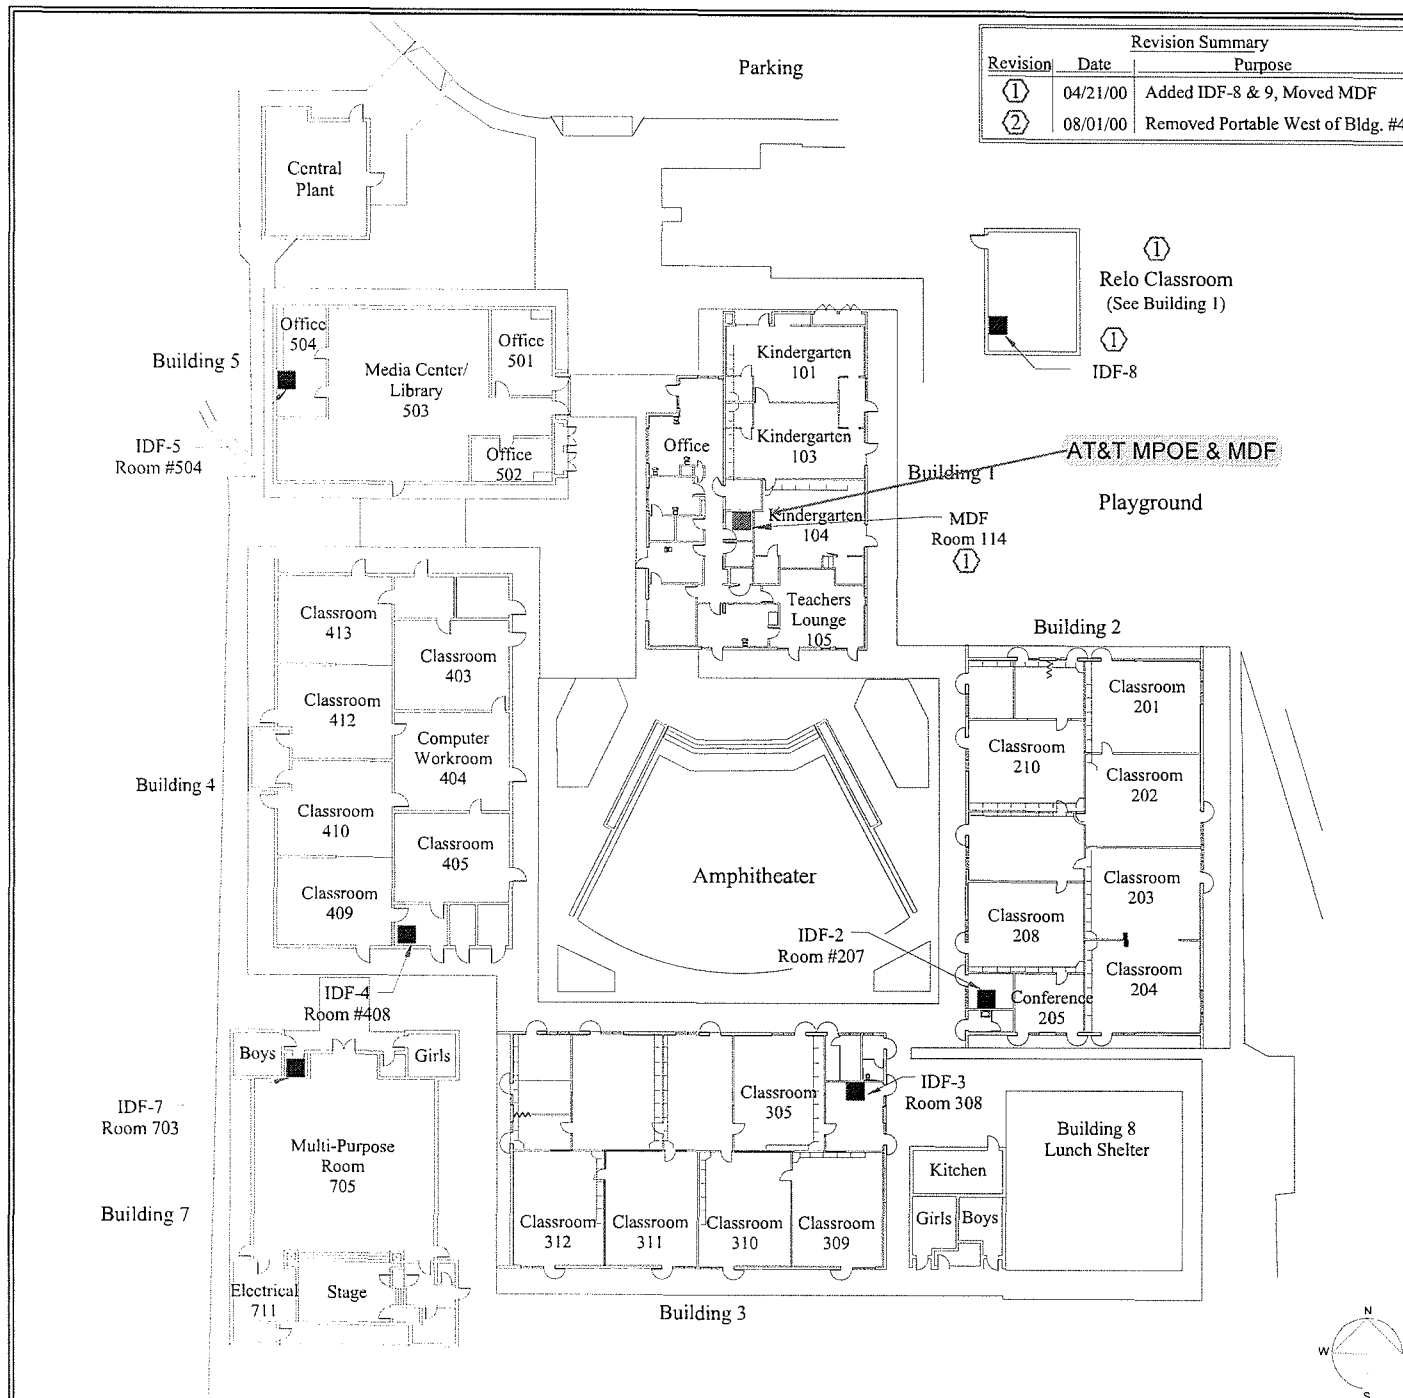 Revision Summary
Revision Date Purpose
1 04/21/00 Added IDF-8 & 9, Moved MDF
2 08/01/00 Removed Portable West of Bldg. #4
Parking
Central
Plant
1
Relo Classroom
(See Building 1)
1
IDF-8
Building 5
Office
504
Media Center/
Library
503
Office
501
Office
502
IDF-5
Room #504
Kindergarten
101
Office
Kindergarten
103
AT&T MPOE & MDF
Building 1
Playground
Kindergarten
104
MDF
Room 114
1
Teachers
Lounge
105
Building 2
Classroom
413
Classroom
403
Classroom
412
Computer
Workroom
404
Building 4
Classroom
410
Classroom
405
Classroom
409
IDF-4
Room #408
Amphitheater
Classroom
201
Classroom
210
Classroom
202
Classroom
203
Classroom
208
IDF-2
Room #207
Classroom
204
Conference
205
Boys
Girls
IDF-7
Room 703
Multi-Purpose
Room
705
Building 7
Electrical
711
Stage
Classroom
305
IDF-3
Room 308
Classroom
312
Classroom
311
Classroom
310
Classroom
309
Building 3
Building 8
Lunch Shelter
Kitchen
Girls
Boys
N
W
S